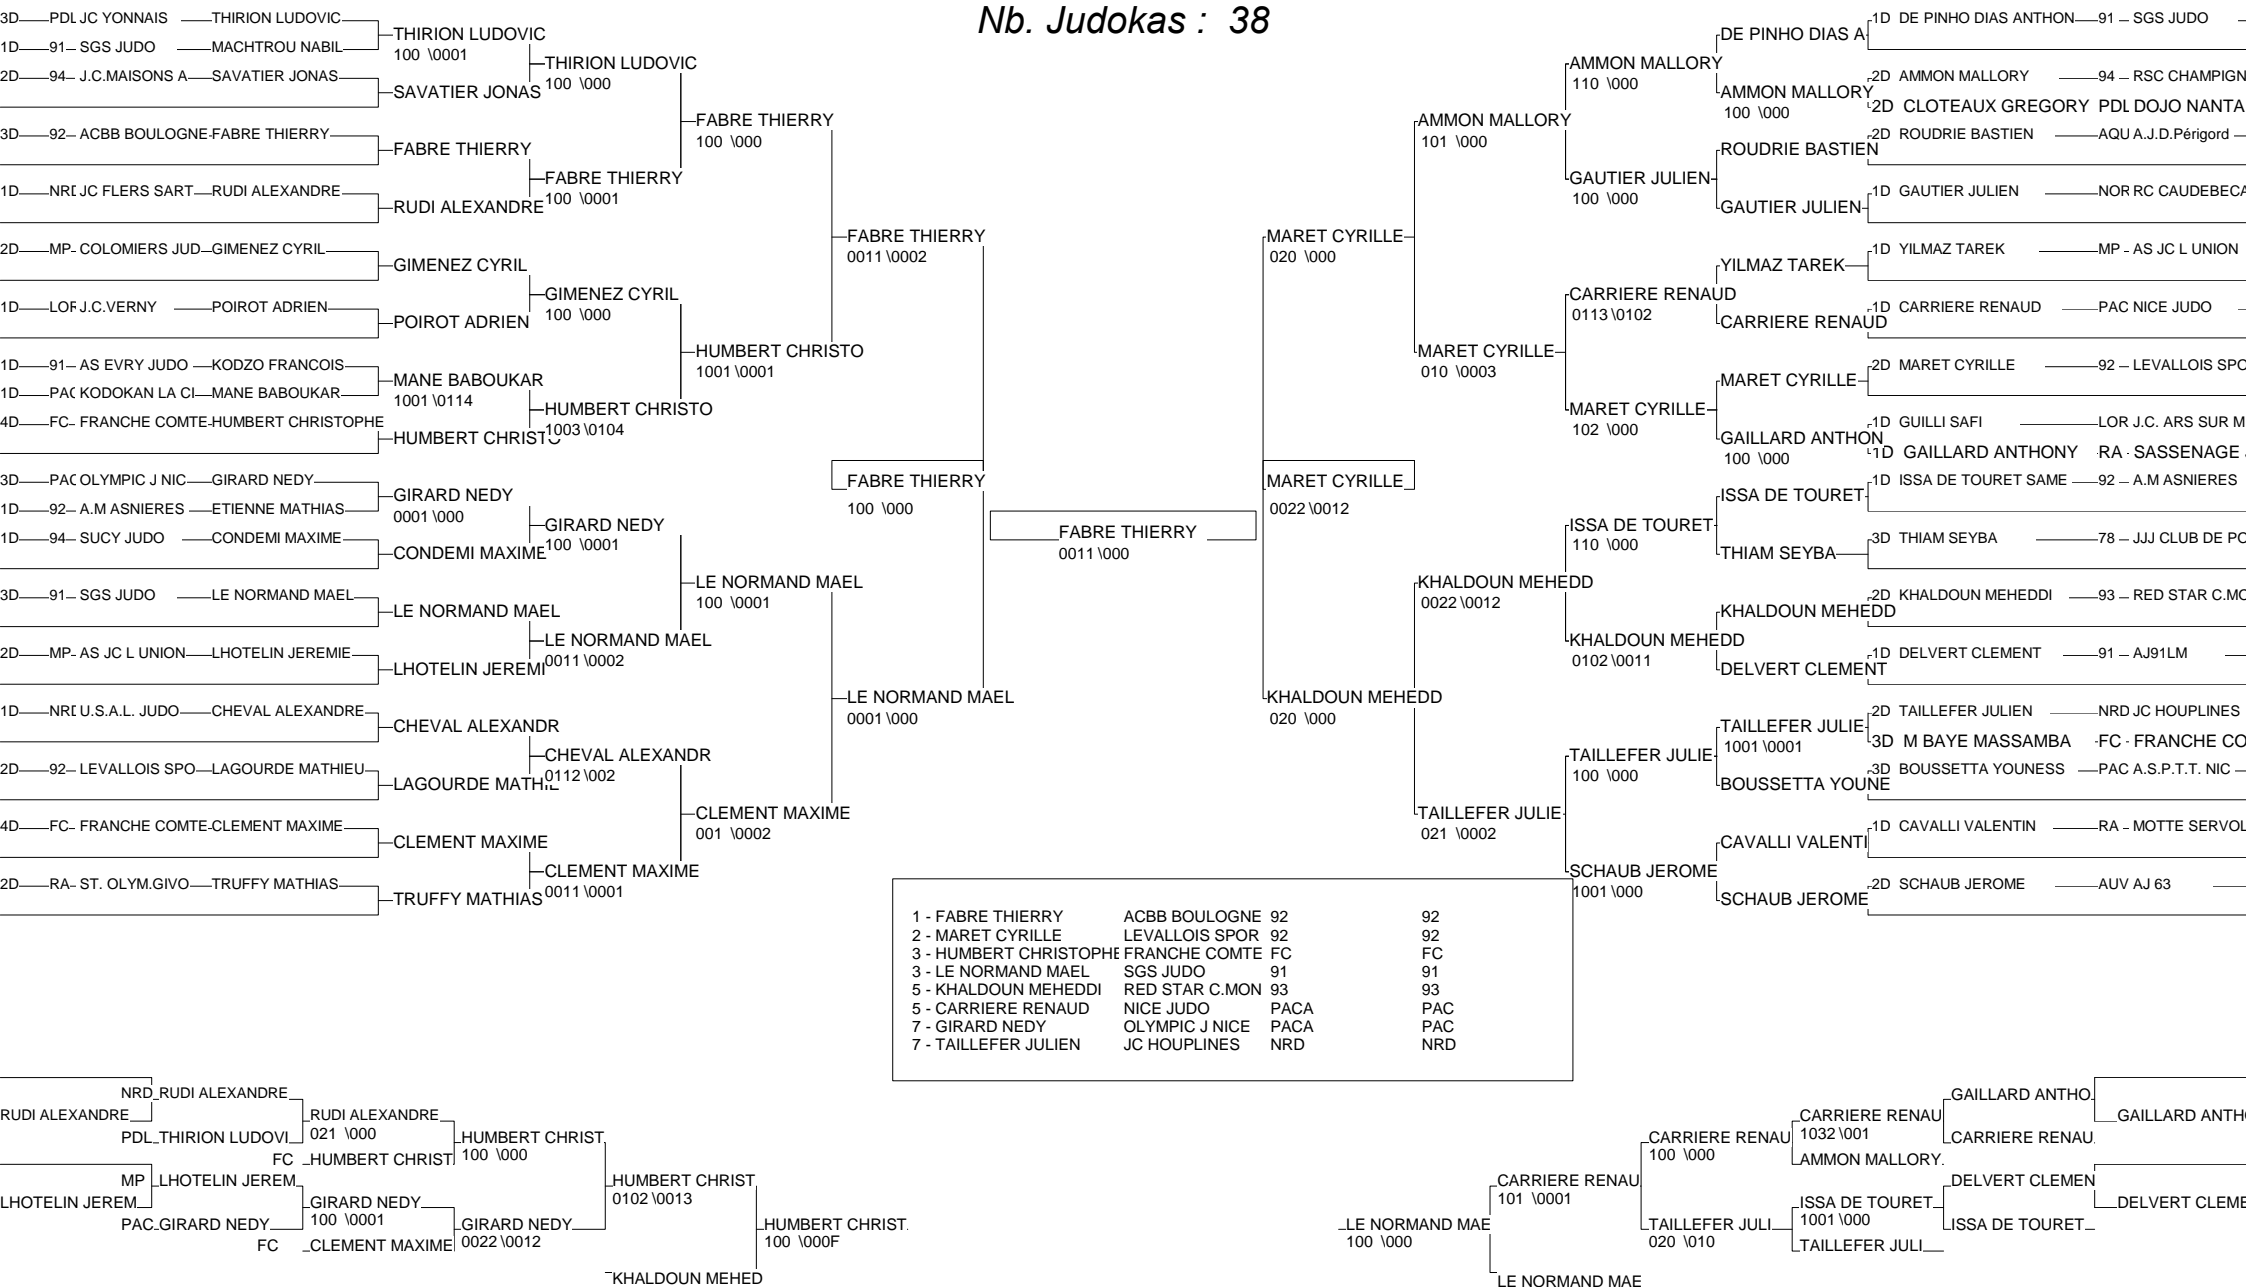 Nb. Judokas : 38
3D PDL JC YONNAIS THIRION LUDOVIC
1D 91 SGS JUDO MACHTROU NABIL
2D 94 J.C.MAISONS A SAVATIER JONAS
3D 92 ACBB BOULOGNE FABRE THIERRY
1D NRD JC FLERS SART RUDI ALEXANDRE
2D MP COLOMIERS JUD GIMENEZ CYRIL
1D LOR J.C.VERNY POIROT ADRIEN
1D 91 AS EVRY JUDO KODZO FRANCOIS
1D PAC KODOKAN LA CI MANE BABOUKAR
4D FC FRANCHE COMTE HUMBERT CHRISTOPHE
3D PAC OLYMPIC J NIC GIRARD NEDY
1D 92 A.M ASNIERES ETIENNE MATHIAS
1D 94 SUCY JUDO CONDEMI MAXIME
3D 91 SGS JUDO LE NORMAND MAEL
2D MP AS JC L UNION LHOTELIN JEREMIE
1D NRD U.S.A.L. JUDO CHEVAL ALEXANDRE
2D 92 LEVALLOIS SPO LAGOURDE MATHIEU
4D FC FRANCHE COMTE CLEMENT MAXIME
2D RA ST. OLYM.GIVO TRUFFY MATHIAS
THIRION LUDOVIC
100 \0001
SAVATIER JONAS
FABRE THIERRY
RUDI ALEXANDRE
GIMENEZ CYRIL
POIROT ADRIEN
MANE BABOUKAR
1001 \0114
HUMBERT CHRISTO
GIRARD NEDY
0001 \000
CONDEMI MAXIME
LE NORMAND MAEL
LHOTELIN JEREMI
CHEVAL ALEXANDR
LAGOURDE MATHIE
CLEMENT MAXIME
TRUFFY MATHIAS
THIRION LUDOVIC
100 \000
FABRE THIERRY
100 \0001
GIMENEZ CYRIL
100 \000
HUMBERT CHRISTO
1003 \0104
GIRARD NEDY
100 \0001
LE NORMAND MAEL
0011 \0002
CHEVAL ALEXANDR
0112 \002
CLEMENT MAXIME
0011 \0001
FABRE THIERRY
100 \000
HUMBERT CHRISTO
1001 \0001
LE NORMAND MAEL
100 \0001
CLEMENT MAXIME
001 \0002
FABRE THIERRY
0011 \0002
FABRE THIERRY
100 \000
LE NORMAND MAEL
0001 \000
FABRE THIERRY
0011 \000
MARET CYRILLE
020 \000
MARET CYRILLE
0022 \0012
KHALDOUN MEHEDD
020 \000
AMMON MALLORY
101 \000
MARET CYRILLE
010 \0003
KHALDOUN MEHEDD
0022 \0012
TAILLEFER JULIE
021 \0002
AMMON MALLORY
110 \000
GAUTIER JULIEN
100 \000
CARRIERE RENAUD
0113 \0102
MARET CYRILLE
102 \000
ISSA DE TOURET
110 \000
KHALDOUN MEHEDD
0102 \0011
TAILLEFER JULIE
100 \000
SCHAUB JEROME
1001 \000
DE PINHO DIAS A
AMMON MALLORY
100 \000
ROUDRIE BASTIEN
GAUTIER JULIEN
YILMAZ TAREK
CARRIERE RENAUD
MARET CYRILLE
GAILLARD ANTHON
100 \000
ISSA DE TOURET
THIAM SEYBA
KHALDOUN MEHEDD
DELVERT CLEMENT
TAILLEFER JULIE
1001 \0001
BOUSSETTA YOUNE
CAVALLI VALENTI
SCHAUB JEROME
1D DE PINHO DIAS ANTHON 91 SGS JUDO
2D AMMON MALLORY 94 RSC CHAMPIGN
2D CLOTEAUX GREGORY PDL DOJO NANTA
2D ROUDRIE BASTIEN AQU A.J.D.Périgord
1D GAUTIER JULIEN NOR RC CAUDEBECA
1D YILMAZ TAREK MP AS JC L UNION
1D CARRIERE RENAUD PAC NICE JUDO
2D MARET CYRILLE 92 LEVALLOIS SPO
1D GUILLI SAFI LOR J.C. ARS SUR M
1D GAILLARD ANTHONY RA SASSENAGE
1D ISSA DE TOURET SAME 92 A.M ASNIERES
3D THIAM SEYBA 78 JJJ CLUB DE PO
2D KHALDOUN MEHEDDI 93 RED STAR C.MO
1D DELVERT CLEMENT 91 AJ91LM
2D TAILLEFER JULIEN NRD JC HOUPLINES
3D M BAYE MASSAMBA FC FRANCHE CO
3D BOUSSETTA YOUNESS PAC A.S.P.T.T. NIC
1D CAVALLI VALENTIN RA MOTTE SERVOL
2D SCHAUB JEROME AUV AJ 63
1 - FABRE THIERRY ACBB BOULOGNE 92 92
2 - MARET CYRILLE LEVALLOIS SPOR 92 92
3 - HUMBERT CHRISTOPHE FRANCHE COMTE FC FC
3 - LE NORMAND MAEL SGS JUDO 91 91
5 - KHALDOUN MEHEDDI RED STAR C.MON 93 93
5 - CARRIERE RENAUD NICE JUDO PACA PAC
7 - GIRARD NEDY OLYMPIC J NICE PACA PAC
7 - TAILLEFER JULIEN JC HOUPLINES NRD NRD
RUDI ALEXANDRE
LHOTELIN JEREM
NRD RUDI ALEXANDRE
PDL THIRION LUDOVI
MP LHOTELIN JEREM
PAC GIRARD NEDY
RUDI ALEXANDRE
021 \000
FC HUMBERT CHRIST
GIRARD NEDY
100 \0001
FC CLEMENT MAXIME
HUMBERT CHRIST
100 \000
GIRARD NEDY
0022 \0012
HUMBERT CHRIST
0102 \0013
KHALDOUN MEHED
HUMBERT CHRIST.
100 \000F
LE NORMAND MAE
100 \000
CARRIERE RENAU
101 \0001
LE NORMAND MAE
CARRIERE RENAU
100 \000
TAILLEFER JULI
020 \010
CARRIERE RENAU
1032 \001
AMMON MALLORY.
ISSA DE TOURET
1001 \000
TAILLEFER JULI
GAILLARD ANTHO
CARRIERE RENAU
DELVERT CLEMEN
ISSA DE TOURET
GAILLARD ANTHO
DELVERT CLEME